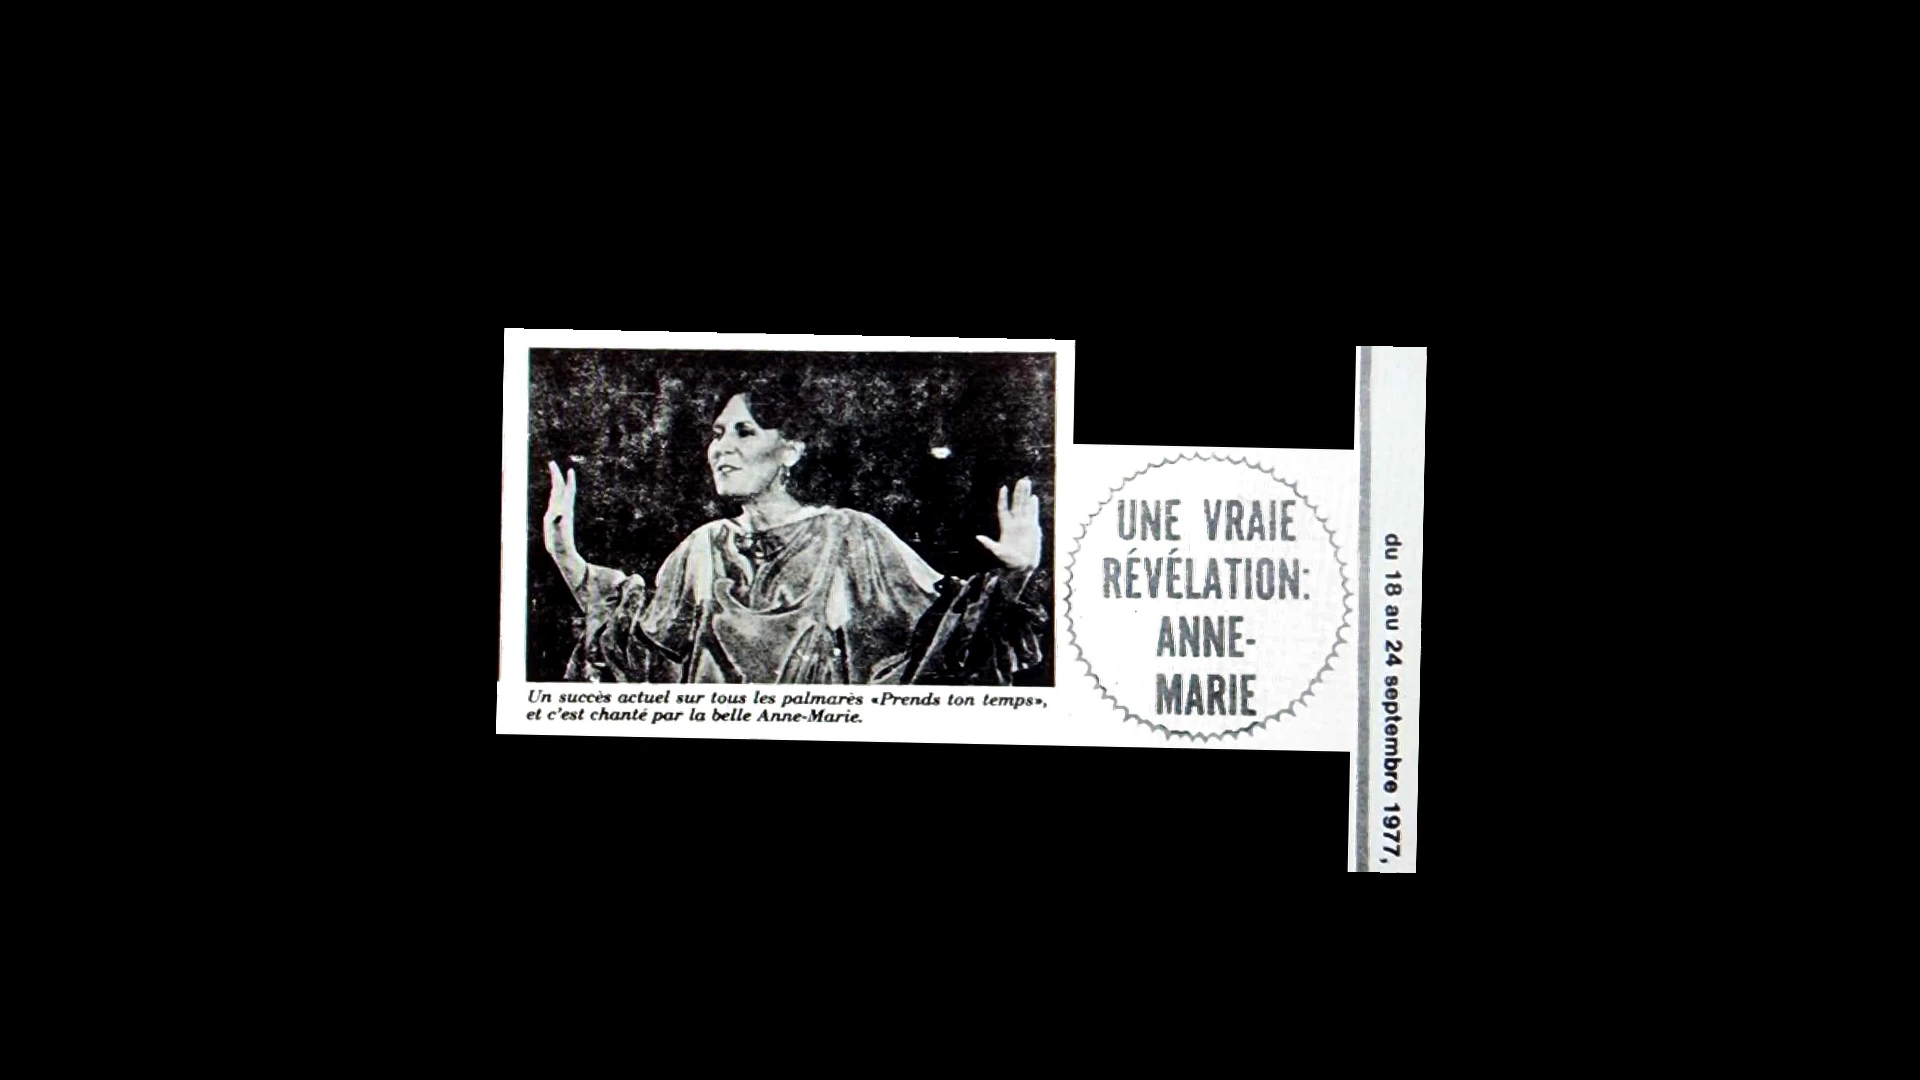 Un succès actuel sur tous les palmarès «Prends ton temps»,
et c'est chanté par la belle Anne-Marie.
UNE VRAIE
RÉVÉLATION:
ANNE-
MARIE
du 18 au 24 septembre 1977,